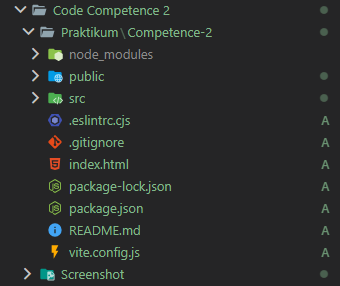 Code Competence 2
Praktikum\Competence-2
node_modules
public
src
.eslintrc.cjs A
.gitignore A
index.html A
package-lock.json A
package.json A
README.md A
vite.config.js A
Screenshot